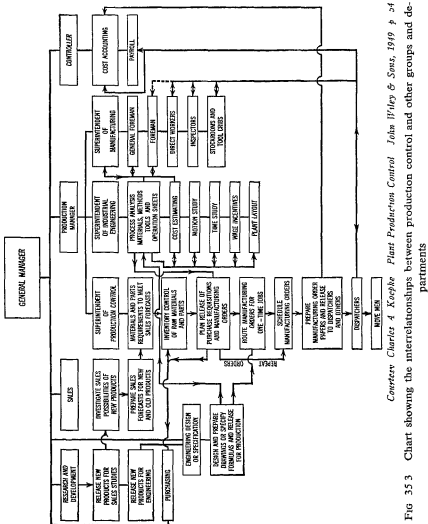 GENERAL MANAGER
RESEARCH AND
DEVELOPMENT
SALES
PRODUCTION
MANAGER
CONTROLLER
RELEASE NEW
PRODUCTS FOR
SALES STUDIES
RELEASE NEW
PRODUCTS FOR
ENGINEERING
PURCHASING
INVESTIGATE SALES
POSSIBILITIES OF
NEW PRODUCTS
PREPARE SALES
FORECASTS FOR NEW
AND OLD PRODUCTS
ENGINEERING DESIGN
OR SPECIFICATION
DESIGN AND PREPARE
DRAWINGS OR SPECIFY
FORMULAS AND RELEASE
FOR PRODUCTION
SUPERINTENDENT
OF
PRODUCTION CONTROL
MATERIALS AND PARTS
REQUIREMENTS TO MEET
SALES FORECASTS
INVENTORY CONTROL
OF RAW MATERIALS
AND PARTS
PLAN RELEASE OF
PURCHASE REQUISITIONS
AND MANUFACTURING
ORDERS
REPEAT
ORDERS
ROUTE MANUFACTURING
ORDERS FOR
ONE-TIME JOBS
SCHEDULE
MANUFACTURING ORDERS
PREPARE
MANUFACTURING ORDER
PAPERS AND RELEASE
TO DISPATCHERS
AND OTHERS
DISPATCHERS
MOVE MEN
SUPERINTENDENT
OF INDUSTRIAL
ENGINEERING
PROCESS ANALYSIS
MATERIALS, METHODS
TOOLS AND
OPERATION SHEETS
COST ESTIMATING
MOTION STUDY
TIME STUDY
WAGE INCENTIVES
PLANT LAYOUT
SUPERINTENDENT
OF
MANUFACTURING
GENERAL FOREMAN
FOREMAN
DIRECT WORKERS
INSPECTORS
STOCKROOMS AND
TOOL CRIBS
COST ACCOUNTING
PAYROLL
Courtesy Charles A Koepke Plant Production Control John Wiley & Sons, 1949 p 54
FIG 35 3 Chart showing the interrelationships between production control and other groups and de-
partments